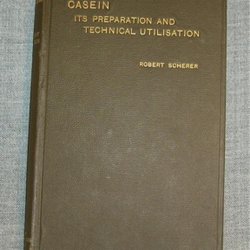 CASEIN
ITS PREPARATION AND
TECHNICAL UTILISATION
ROBERT SCHERER